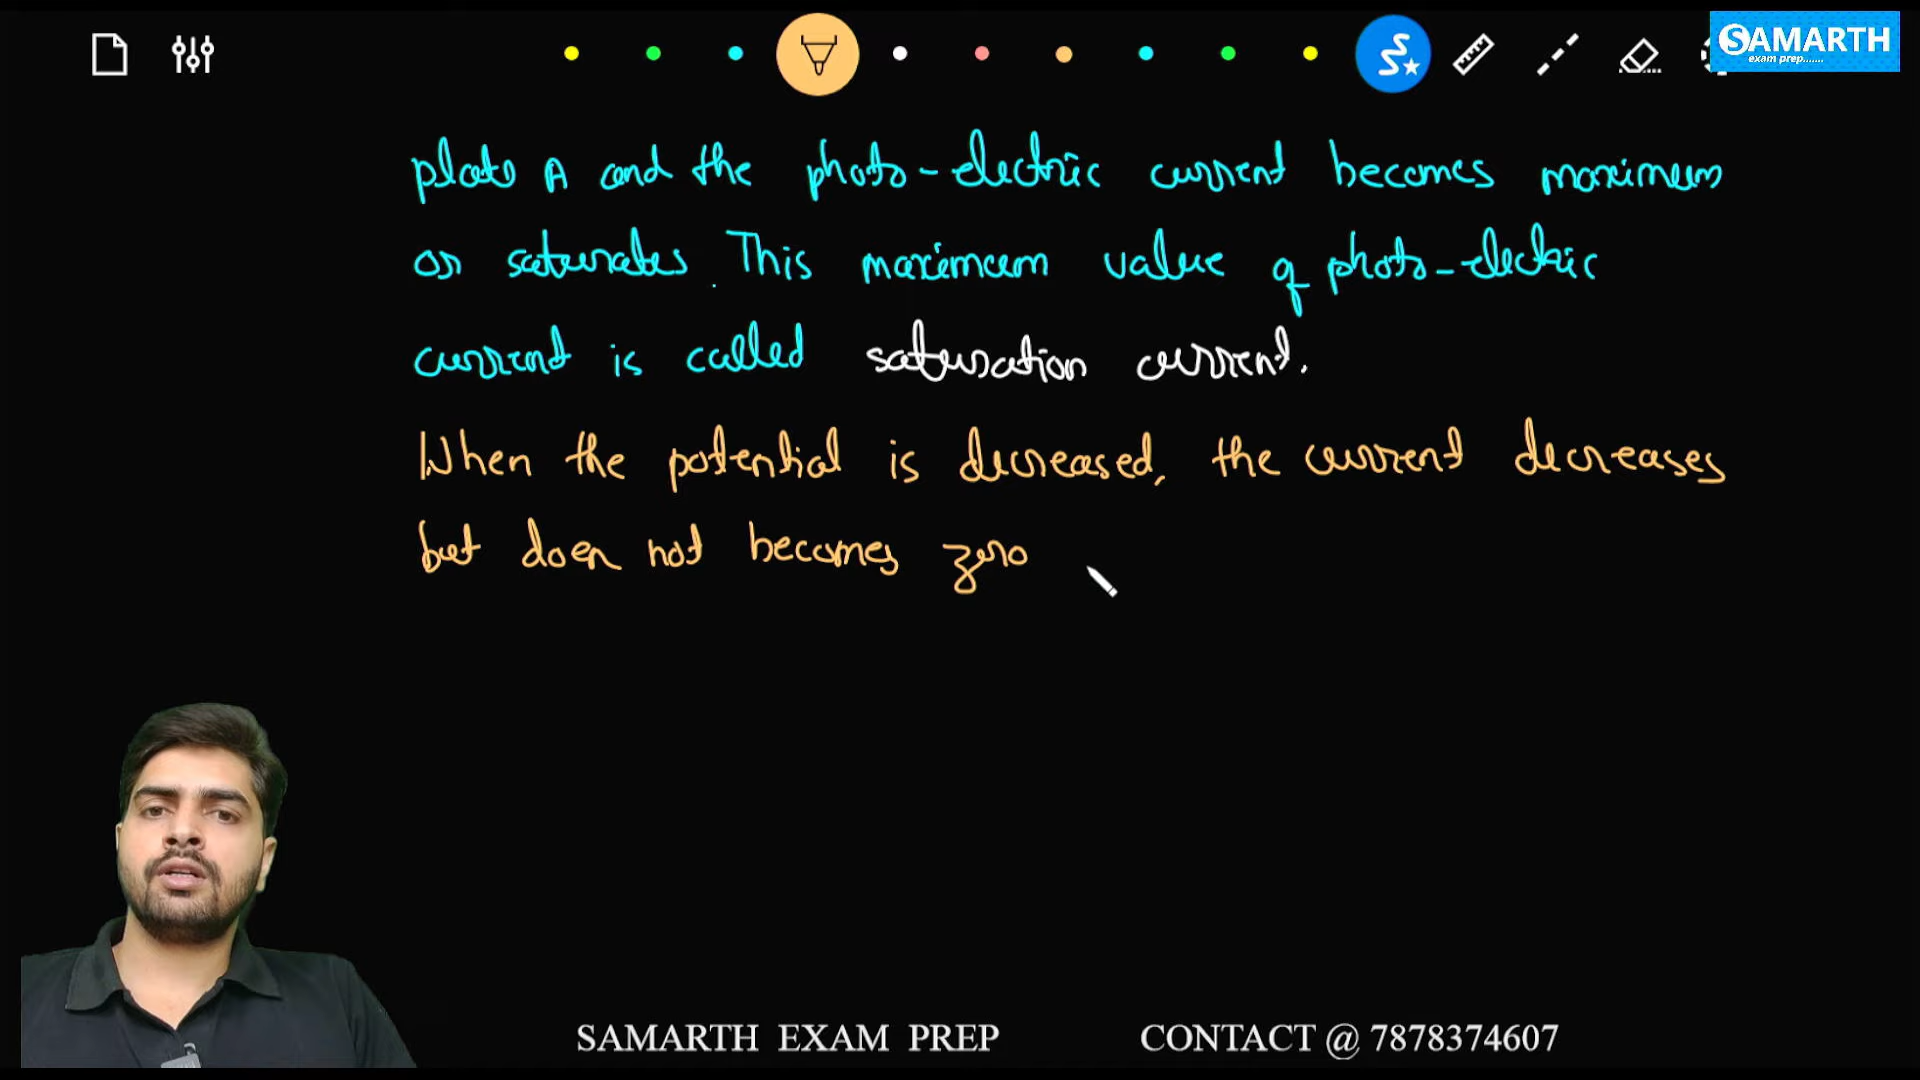 SAMARTH
exam prep.......
plate A and the photo-electric current becomes maximum
or saturates. This maximum value of photo-electric
current is called saturation current.
When the potential is decreased, the current decreases
but does not becomes zero
SAMARTH EXAM PREP CONTACT @ 7878374607